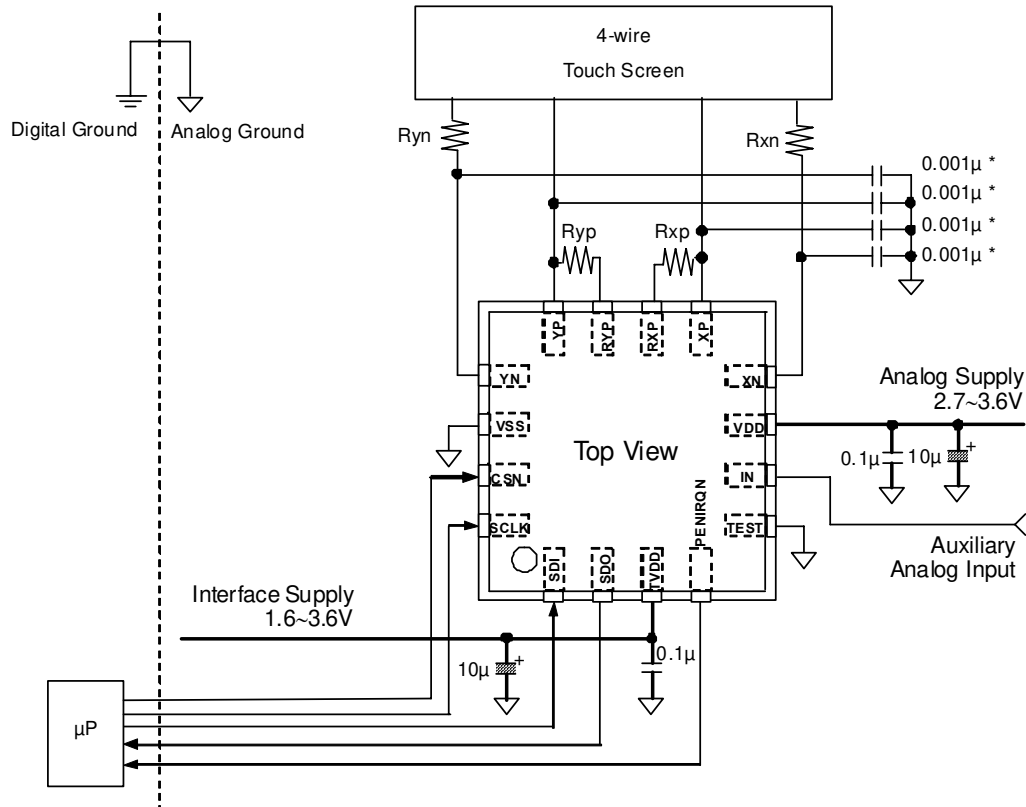 4-wire
Touch Screen
Digital Ground
Analog Ground
Ryn
Rxn
0.001µ *
0.001µ *
0.001µ *
0.001µ *
Ryp
Rxp
YP
RYP
RXP
XP
YN
XN
Analog Supply
2.7~3.6V
VSS
VDD
Top View
0.1µ
10µ
+
CSN
IN
SCLK
PENIRQN
TEST
Auxiliary
Analog Input
SDI
SDO
TVDD
Interface Supply
1.6~3.6V
10µ
+
0.1µ
µP